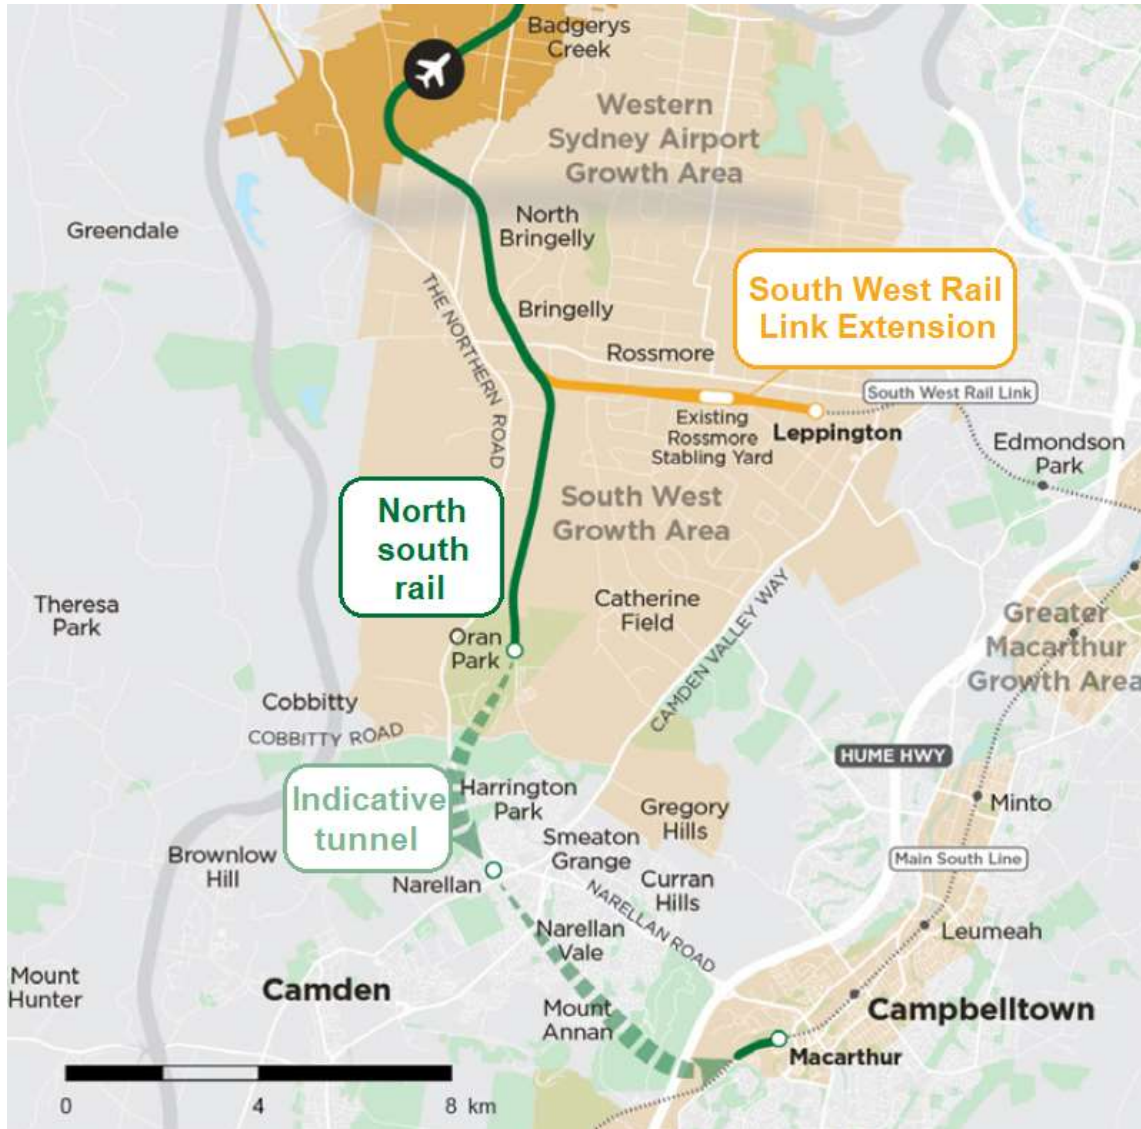 Badgerys
Creek
Western
Sydney Airport
Growth Area
Greendale
North
Bringelly
THE NORTHERN ROAD
Bringelly
South West Rail
Link Extension
Rossmore
South West Rail Link
Existing
Rossmore
Stabling Yard
Leppington
Edmondson
Park
North
south
rail
South West
Growth Area
Theresa
Park
Catherine
Field
Oran
Park
CAMDEN VALLEY WAY
Greater
Macarthur
Growth Area
Cobbitty
COBBITTY ROAD
HUME HWY
Indicative
tunnel
Harrington
Park
Gregory
Hills
Minto
Smeaton
Grange
Main South Line
Brownlow
Hill
Narellan
Curran
Hills
NARELLAN ROAD
Narellan
Vale
Leumeah
Mount
Hunter
Camden
Mount
Annan
Campbelltown
Macarthur
0 4 8 km